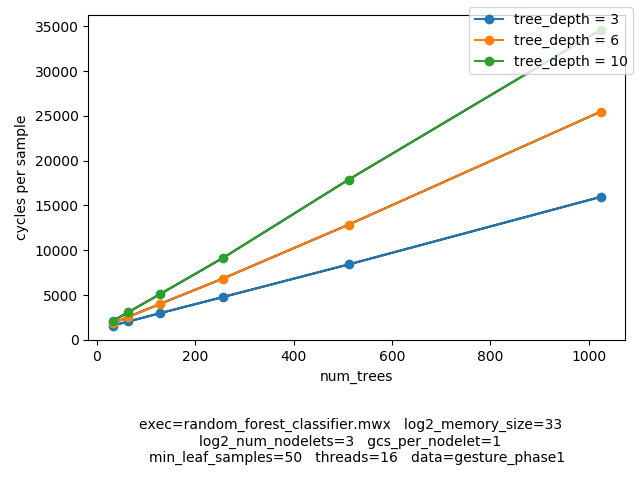 tree_depth = 3
tree_depth = 6
tree_depth = 10
35000
30000
25000
20000
15000
10000
5000
0
cycles per sample
0 200 400 600 800 1000
num_trees
exec=random_forest_classifier.mwx log2_memory_size=33
log2_num_nodelets=3 gcs_per_nodelet=1
min_leaf_samples=50 threads=16 data=gesture_phase1